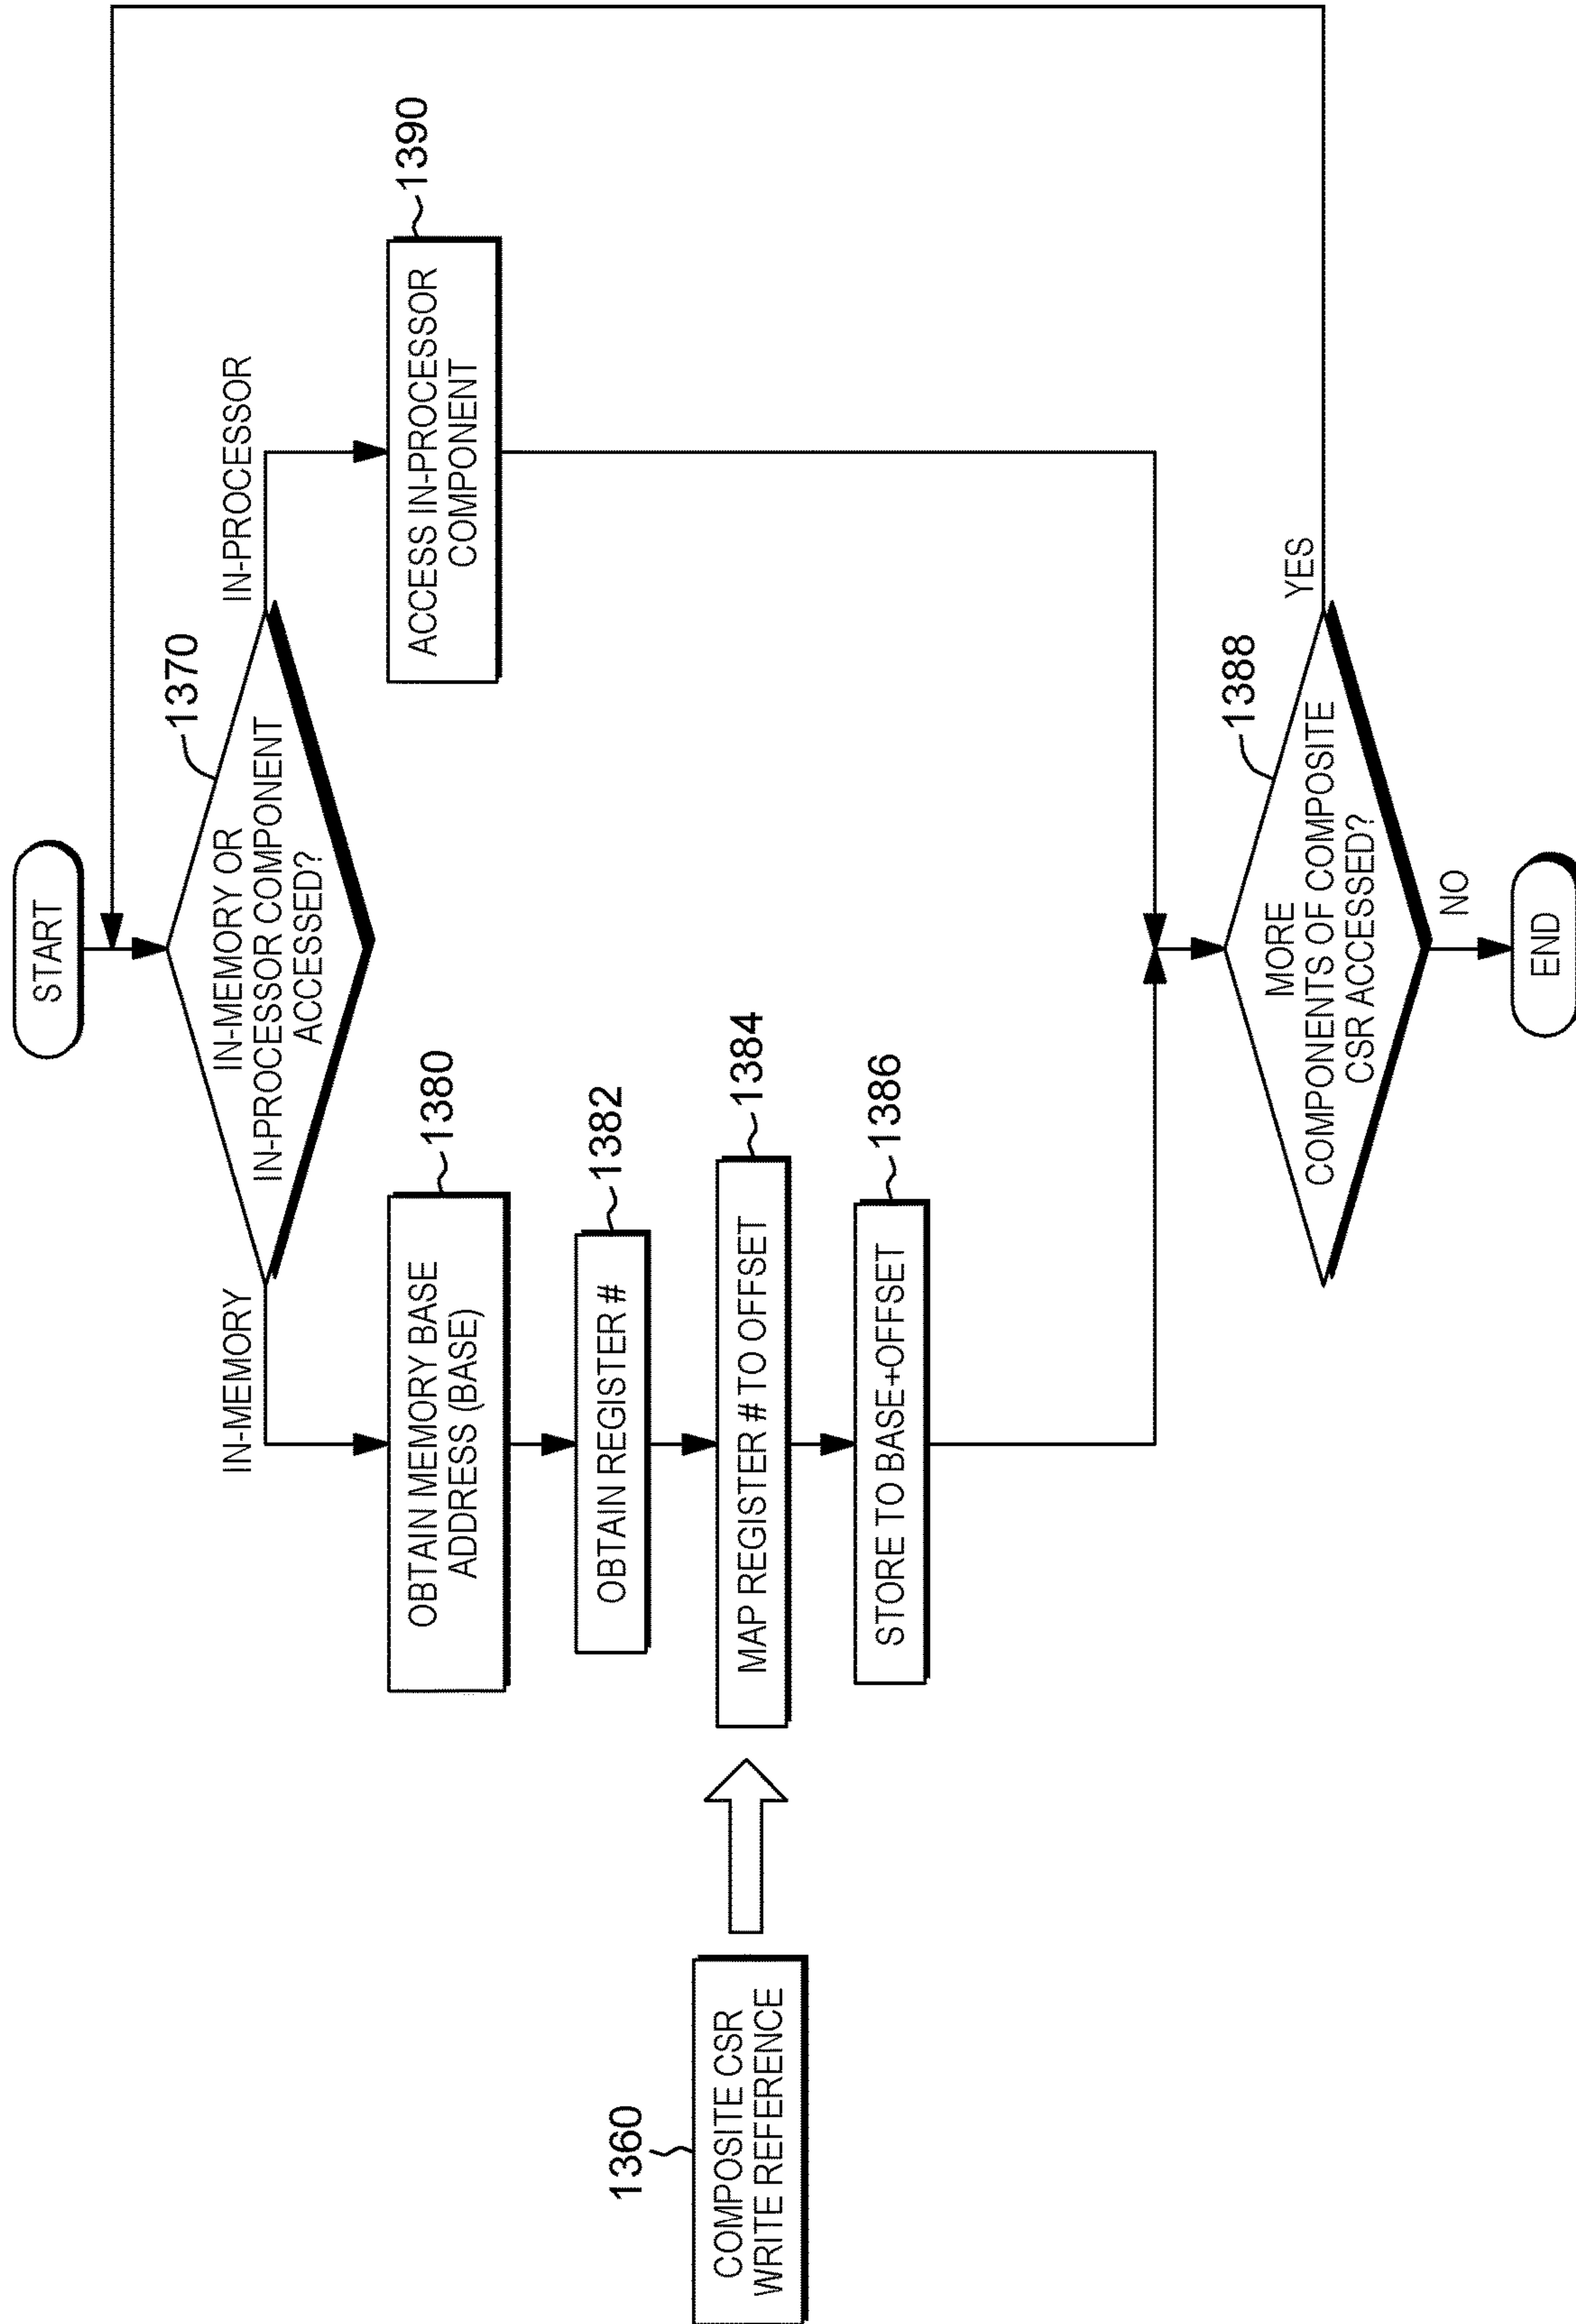 START
1370
IN-MEMORY OR
IN-PROCESSOR COMPONENT
ACCESSED?
IN-MEMORY
IN-PROCESSOR
1380
OBTAIN MEMORY BASE
ADDRESS (BASE)
1390
ACCESS IN-PROCESSOR
COMPONENT
1382
OBTAIN REGISTER #
1360
COMPOSITE CSR
WRITE REFERENCE
1384
MAP REGISTER # TO OFFSET
1386
STORE TO BASE+OFFSET
1388
MORE
COMPONENTS OF COMPOSITE
CSR ACCESSED?
YES
NO
END